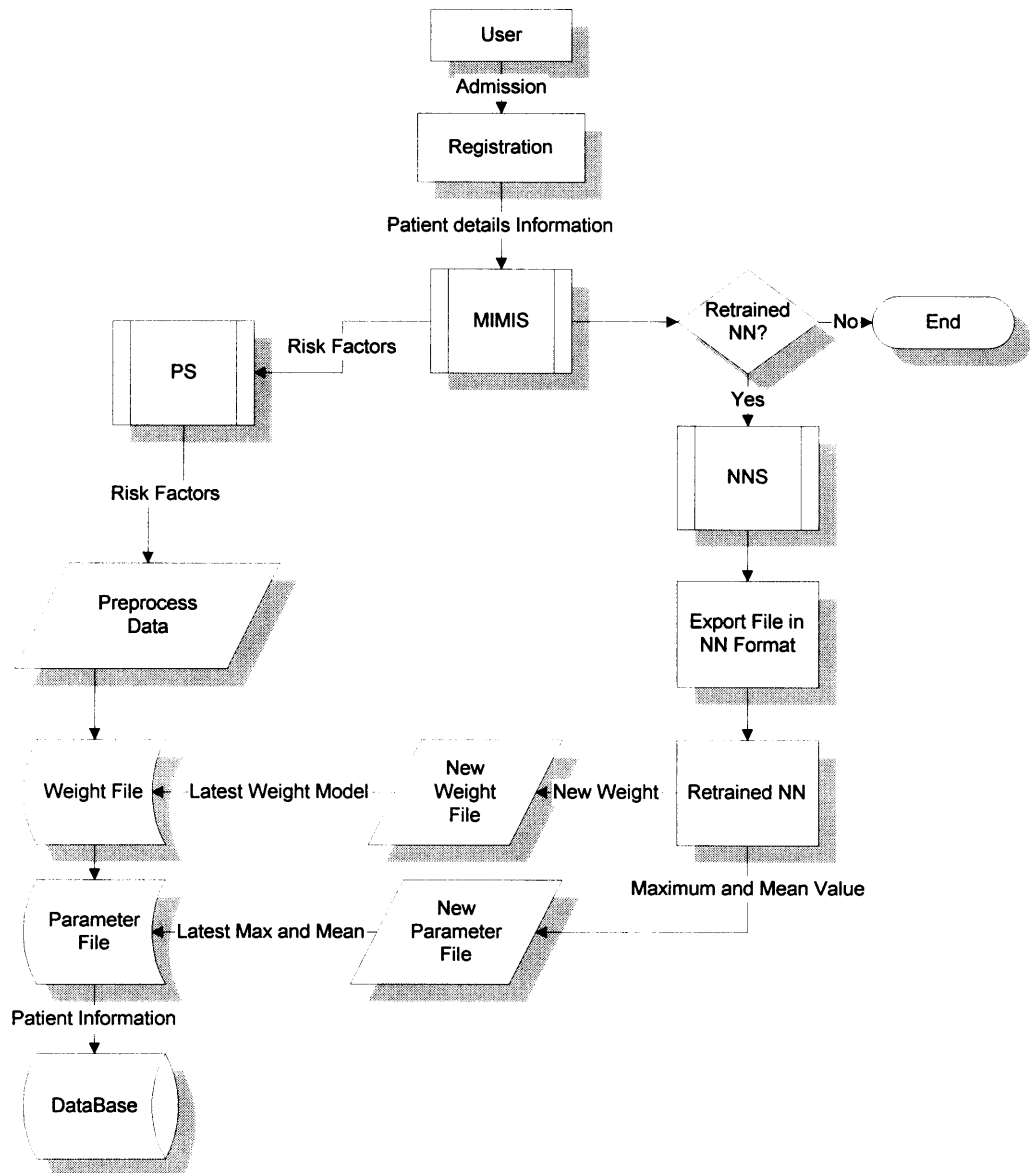 User
Admission
Registration
Patient details Information
MIMIS
Retrained
NN?
No
End
Risk Factors
PS
Yes
NNS
Risk Factors
Preprocess
Data
Export File in
NN Format
Weight File
Latest Weight Model
New
Weight
File
New Weight
Retrained NN
Maximum and Mean Value
Parameter
File
Latest Max and Mean
New
Parameter
File
Patient Information
DataBase